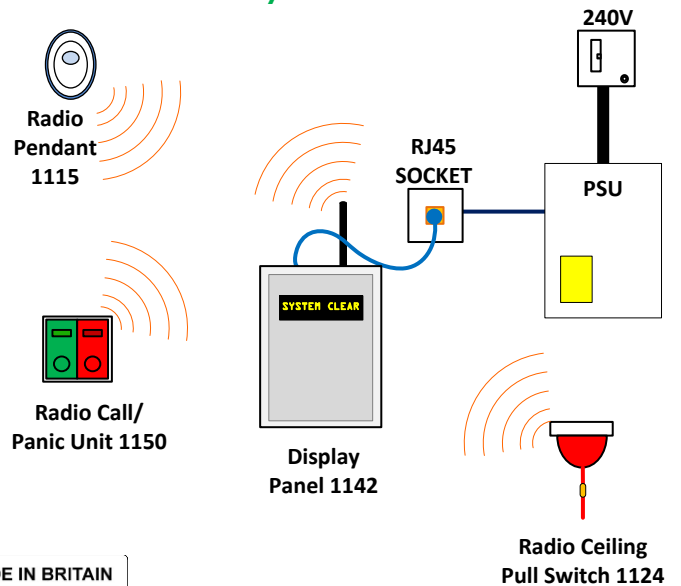 240V
Radio
Pendant
1115
RJ45
SOCKET
PSU
SYSTEM CLEAR
Radio Call/
Panic Unit 1150
Display
Panel 1142
Radio Ceiling
Pull Switch 1124
IN BRITAIN